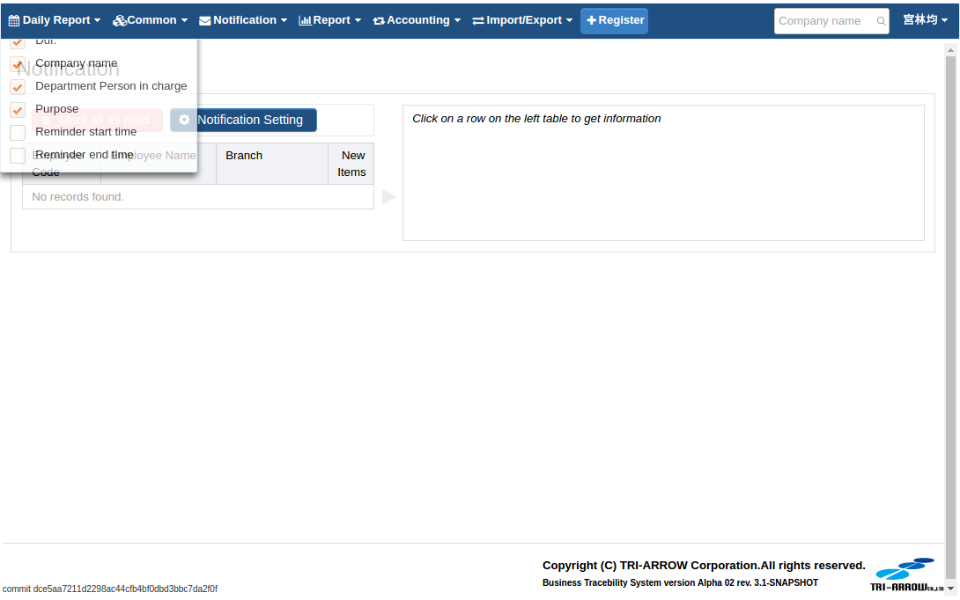 Daily Report Common Notification Report Accounting Import/Export Register Company name 宮林均
Dur.
Company name
Notification
Department Person in charge
Purpose
Mark all as read Notification Setting
Reminder start time
Reminder end time
Employee Code Employee Name Branch New Items
No records found.
Click on a row on the left table to get information
Copyright (C) TRI-ARROW Corporation.All rights reserved.
Business Tracebility System version Alpha 02 rev. 3.1-SNAPSHOT
TRI-ARROW CO.,LTD
commit dce5aa7211d2298ac44cfb4bf0dbd3bbc7da2f0f